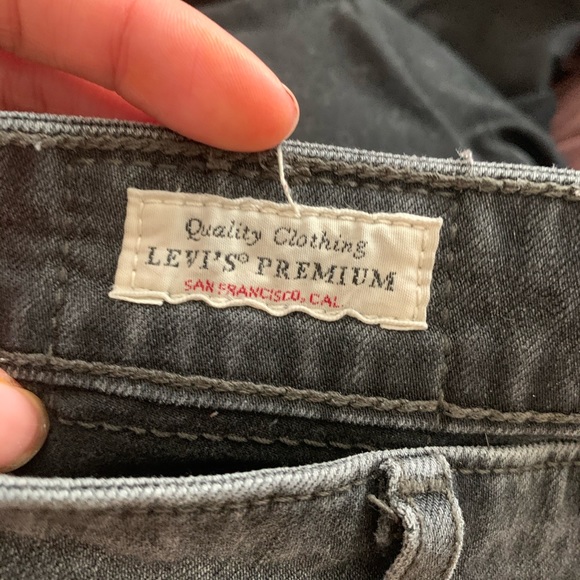 Quality Clothing
LEVI'S® PREMIUM
SAN FRANCISCO, CAL.